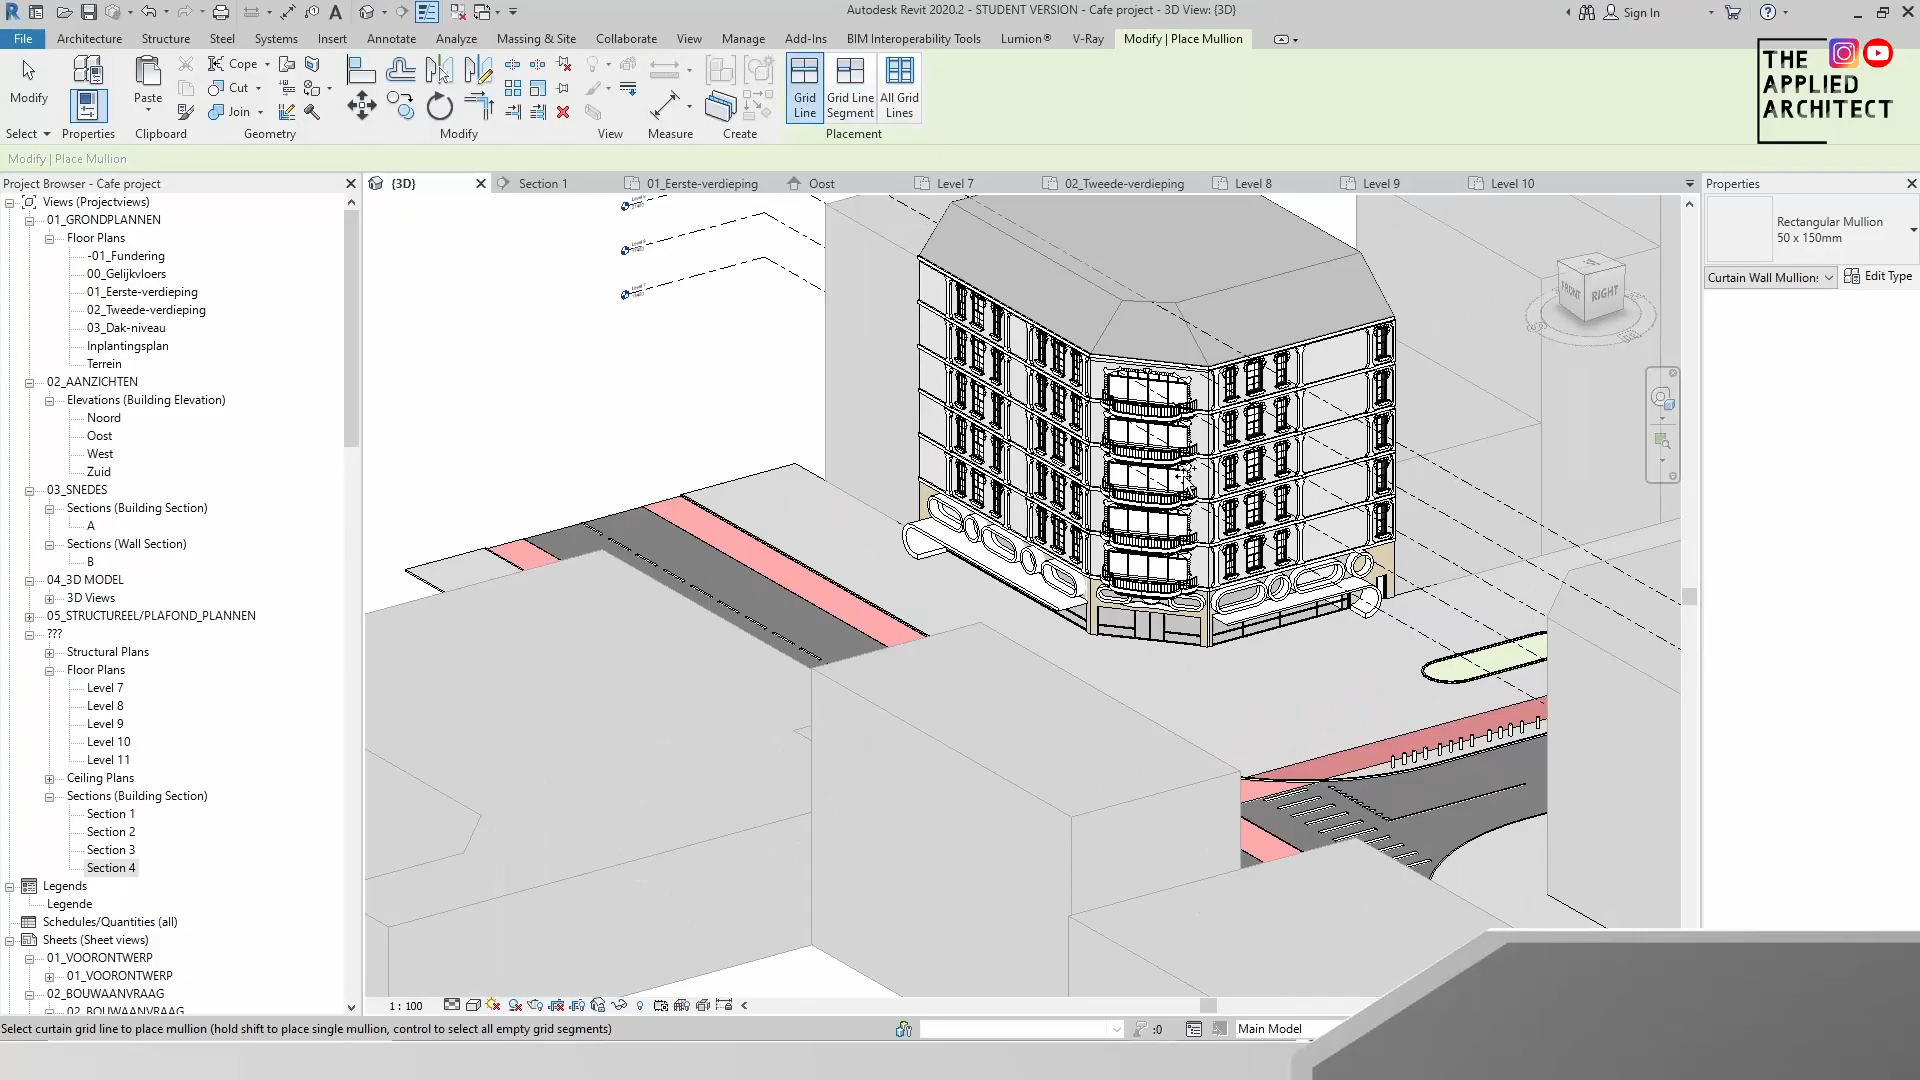 Autodesk Revit 2020.2 - STUDENT VERSION - Cafe project - 3D View: {3D}
Sign In
File Architecture Structure Steel Systems Insert Annotate Analyze Massing & Site Collaborate View Manage Add-Ins BIM Interoperability Tools Lumion® V-Ray Modify | Place Mullion
THE
APPLIED
ARCHITECT
Modify
Paste
Cope
Cut
Join
Grid
Line
Grid Line
Segment
All Grid
Lines
Select Properties Clipboard Geometry Modify View Measure Create Placement
Modify | Place Mullion
Project Browser - Cafe project
{3D} Section 1 01_Eerste-verdieping Oost Level 7 02_Tweede-verdieping Level 8 Level 9 Level 10
Properties
Rectangular Mullion
50 x 150mm
Curtain Wall Mullions Edit Type
Views (Projectviews)
01_GRONDPLANNEN
Floor Plans
-01_Fundering
00_Gelijkvloers
01_Eerste-verdieping
02_Tweede-verdieping
03_Dak-niveau
Inplantingsplan
Terrein
02_AANZICHTEN
Elevations (Building Elevation)
Noord
Oost
West
Zuid
03_SNEDES
Sections (Building Section)
A
Sections (Wall Section)
B
04_3D MODEL
3D Views
05_STRUCTUREEL/PLAFOND_PLANNEN
???
Structural Plans
Floor Plans
Level 7
Level 8
Level 9
Level 10
Level 11
Ceiling Plans
Sections (Building Section)
Section 1
Section 2
Section 3
Section 4
Legends
Legende
Schedules/Quantities (all)
Sheets (Sheet views)
01_VOORONTWERP
01_VOORONTWERP
02_BOUWAANVRAAG
02_BOUWAANVRAAG
FRONT RIGHT
1 : 100
Select curtain grid line to place mullion (hold shift to place single mullion, control to select all empty grid segments)
:0
Main Model